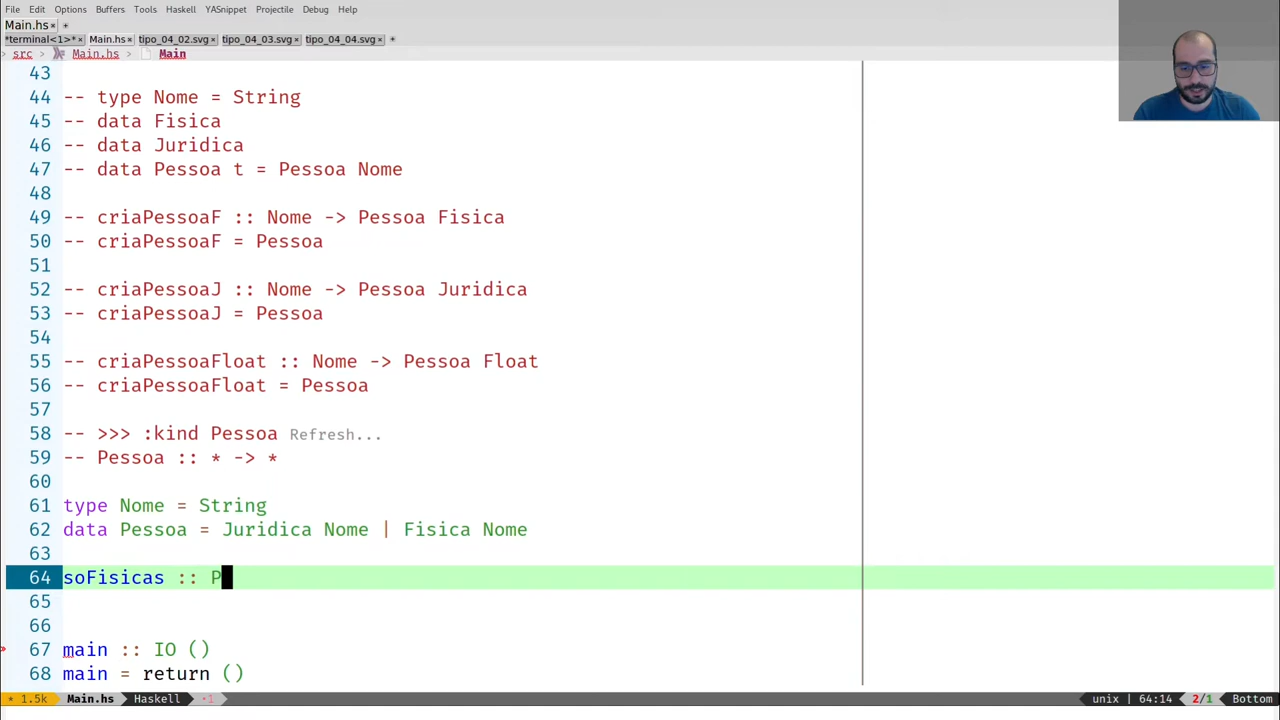 File Edit Options Buffers Tools Haskell YASnippet Projectile Debug Help
Main.hs
*terminal<1>* Main.hs tipo_04_02.svg tipo_04_03.svg tipo_04_04.svg
src > Main.hs > Main
43
44 -- type Nome = String
45 -- data Fisica
46 -- data Juridica
47 -- data Pessoa t = Pessoa Nome
48
49 -- criaPessoaF :: Nome -> Pessoa Fisica
50 -- criaPessoaF = Pessoa
51
52 -- criaPessoaJ :: Nome -> Pessoa Juridica
53 -- criaPessoaJ = Pessoa
54
55 -- criaPessoaFloat :: Nome -> Pessoa Float
56 -- criaPessoaFloat = Pessoa
57
58 -- >>> :kind Pessoa Refresh...
59 -- Pessoa :: * -> *
60
61 type Nome = String
62 data Pessoa = Juridica Nome | Fisica Nome
63
64 soFisicas :: P
65
66
67 main :: IO ()
68 main = return ()
* 1.5k Main.hs Haskell •1 unix | 64:14 2/1 Bottom